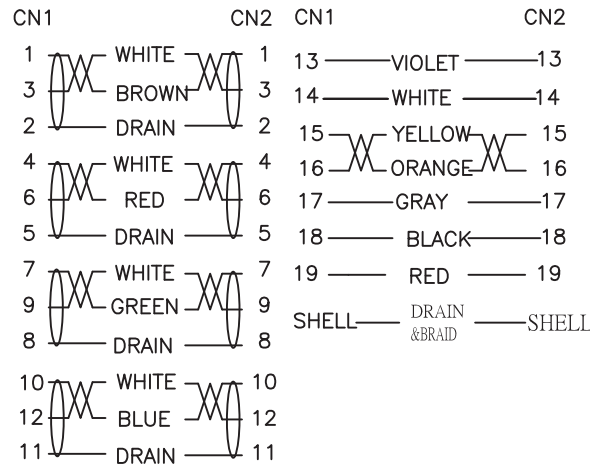 CN1 CN2
1 WHITE 1
3 BROWN 3
2 DRAIN 2
4 WHITE 4
6 RED 6
5 DRAIN 5
7 WHITE 7
9 GREEN 9
8 DRAIN 8
10 WHITE 10
12 BLUE 12
11 DRAIN 11
CN1 CN2
13 VIOLET 13
14 WHITE 14
15 YELLOW 15
16 ORANGE 16
17 GRAY 17
18 BLACK 18
19 RED 19
SHELL DRAIN SHELL
&BRAID